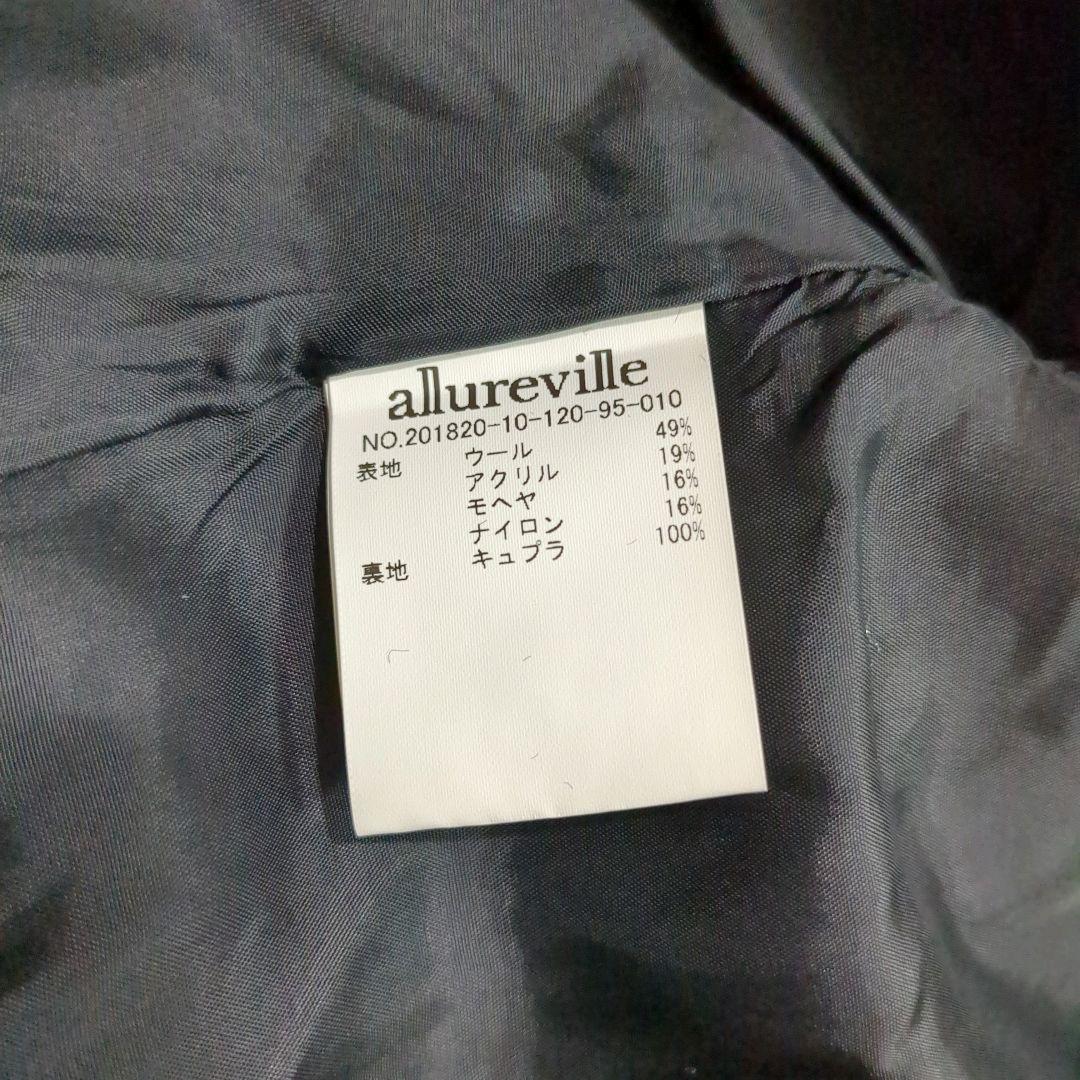 allureville
NO.201820-10-120-95-010
表地 ウール 49%
アクリル 19%
モヘヤ 16%
ナイロン 16%
裏地 キュプラ 100%